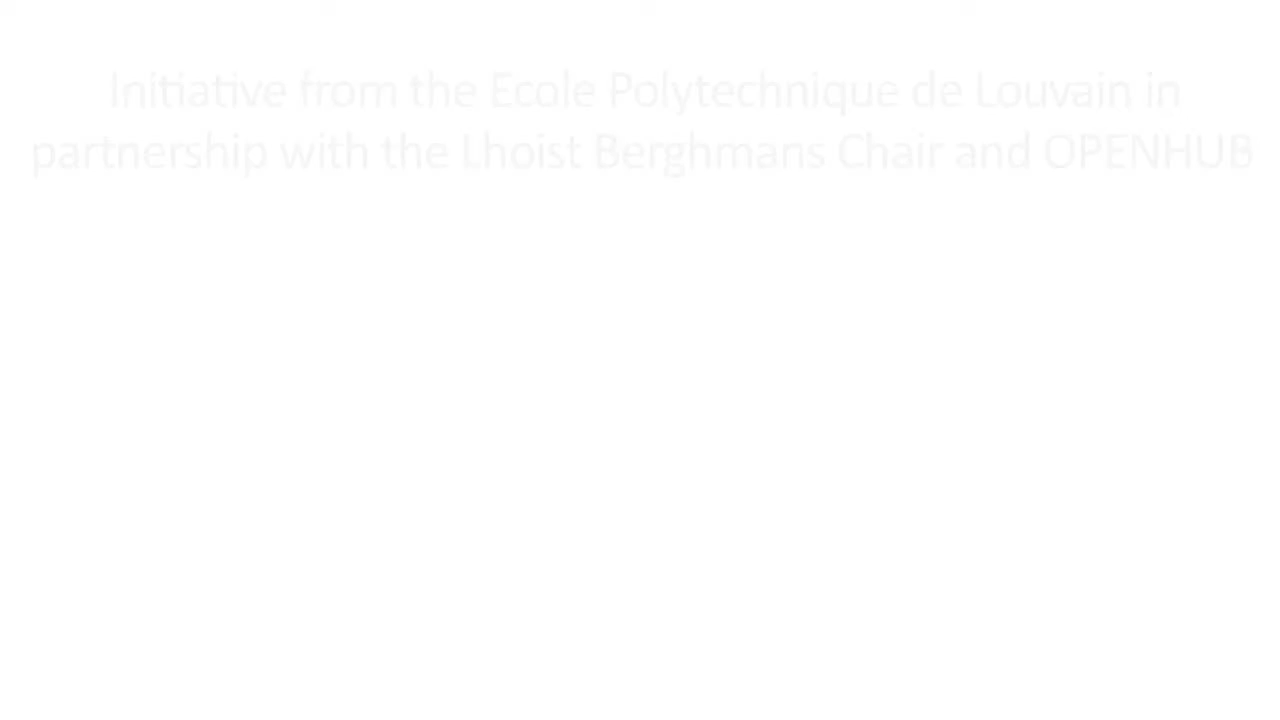 Initiative from the Ecole Polytechnique de Louvain in
partnership with the Lhoist Berghmans Chair and OPENHUB